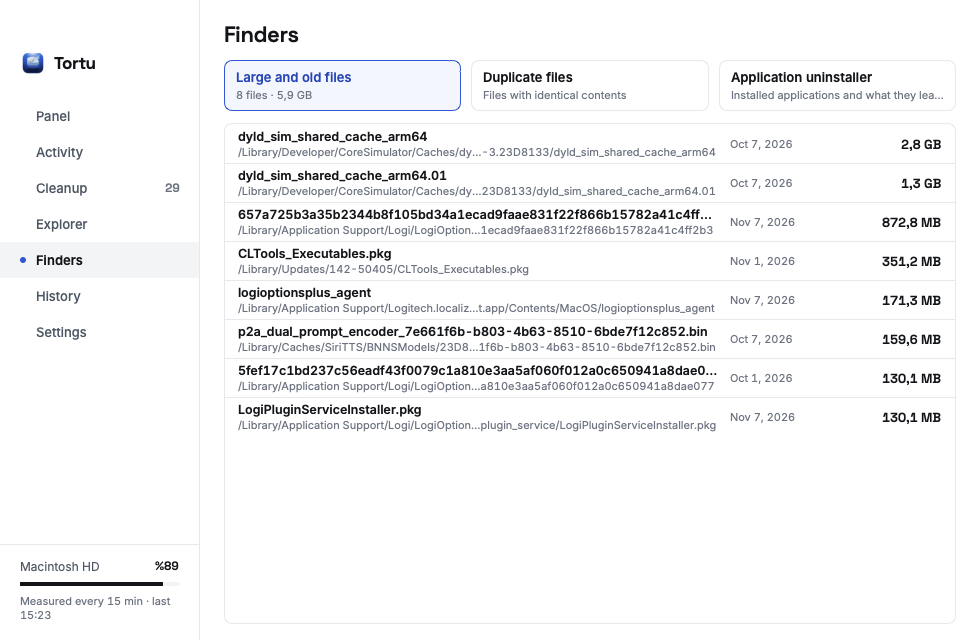 Finders
Tortu
Large and old files
8 files · 5,9 GB
Duplicate files
Files with identical contents
Application uninstaller
Installed applications and what they lea...
Panel
Activity
Cleanup 29
Explorer
Finders
History
Settings
dyld_sim_shared_cache_arm64
/Library/Developer/CoreSimulator/Caches/dy...-3.23D8133/dyld_sim_shared_cache_arm64
Oct 7, 2026
2,8 GB
dyld_sim_shared_cache_arm64.01
/Library/Developer/CoreSimulator/Caches/dy...23D8133/dyld_sim_shared_cache_arm64.01
Oct 7, 2026
1,3 GB
657a725b3a35b2344b8f105bd34a1ecad9faae831f22f866b15782a41c4ff...
/Library/Application Support/Logi/LogiOption...1ecad9faae831f22f866b15782a41c4ff2b3
Nov 7, 2026
872,8 MB
CLTools_Executables.pkg
/Library/Updates/142-50405/CLTools_Executables.pkg
Nov 1, 2026
351,2 MB
logioptionsplus_agent
/Library/Application Support/Logitech.localiz...t.app/Contents/MacOS/logioptionsplus_agent
Nov 7, 2026
171,3 MB
p2a_dual_prompt_encoder_7e661f6b-b803-4b63-8510-6bde7f12c852.bin
/Library/Caches/SiriTTS/BNNSModels/23D8...1f6b-b803-4b63-8510-6bde7f12c852.bin
Oct 7, 2026
159,6 MB
5fef17c1bd237c56eadf43f0079c1a810e3aa5af060f012a0c650941a8dae0...
/Library/Application Support/Logi/LogiOption...a810e3aa5af060f012a0c650941a8dae077
Oct 1, 2026
130,1 MB
LogiPluginServiceInstaller.pkg
/Library/Application Support/Logi/LogiOption...plugin_service/LogiPluginServiceInstaller.pkg
Nov 7, 2026
130,1 MB
Macintosh HD %89
Measured every 15 min · last
15:23